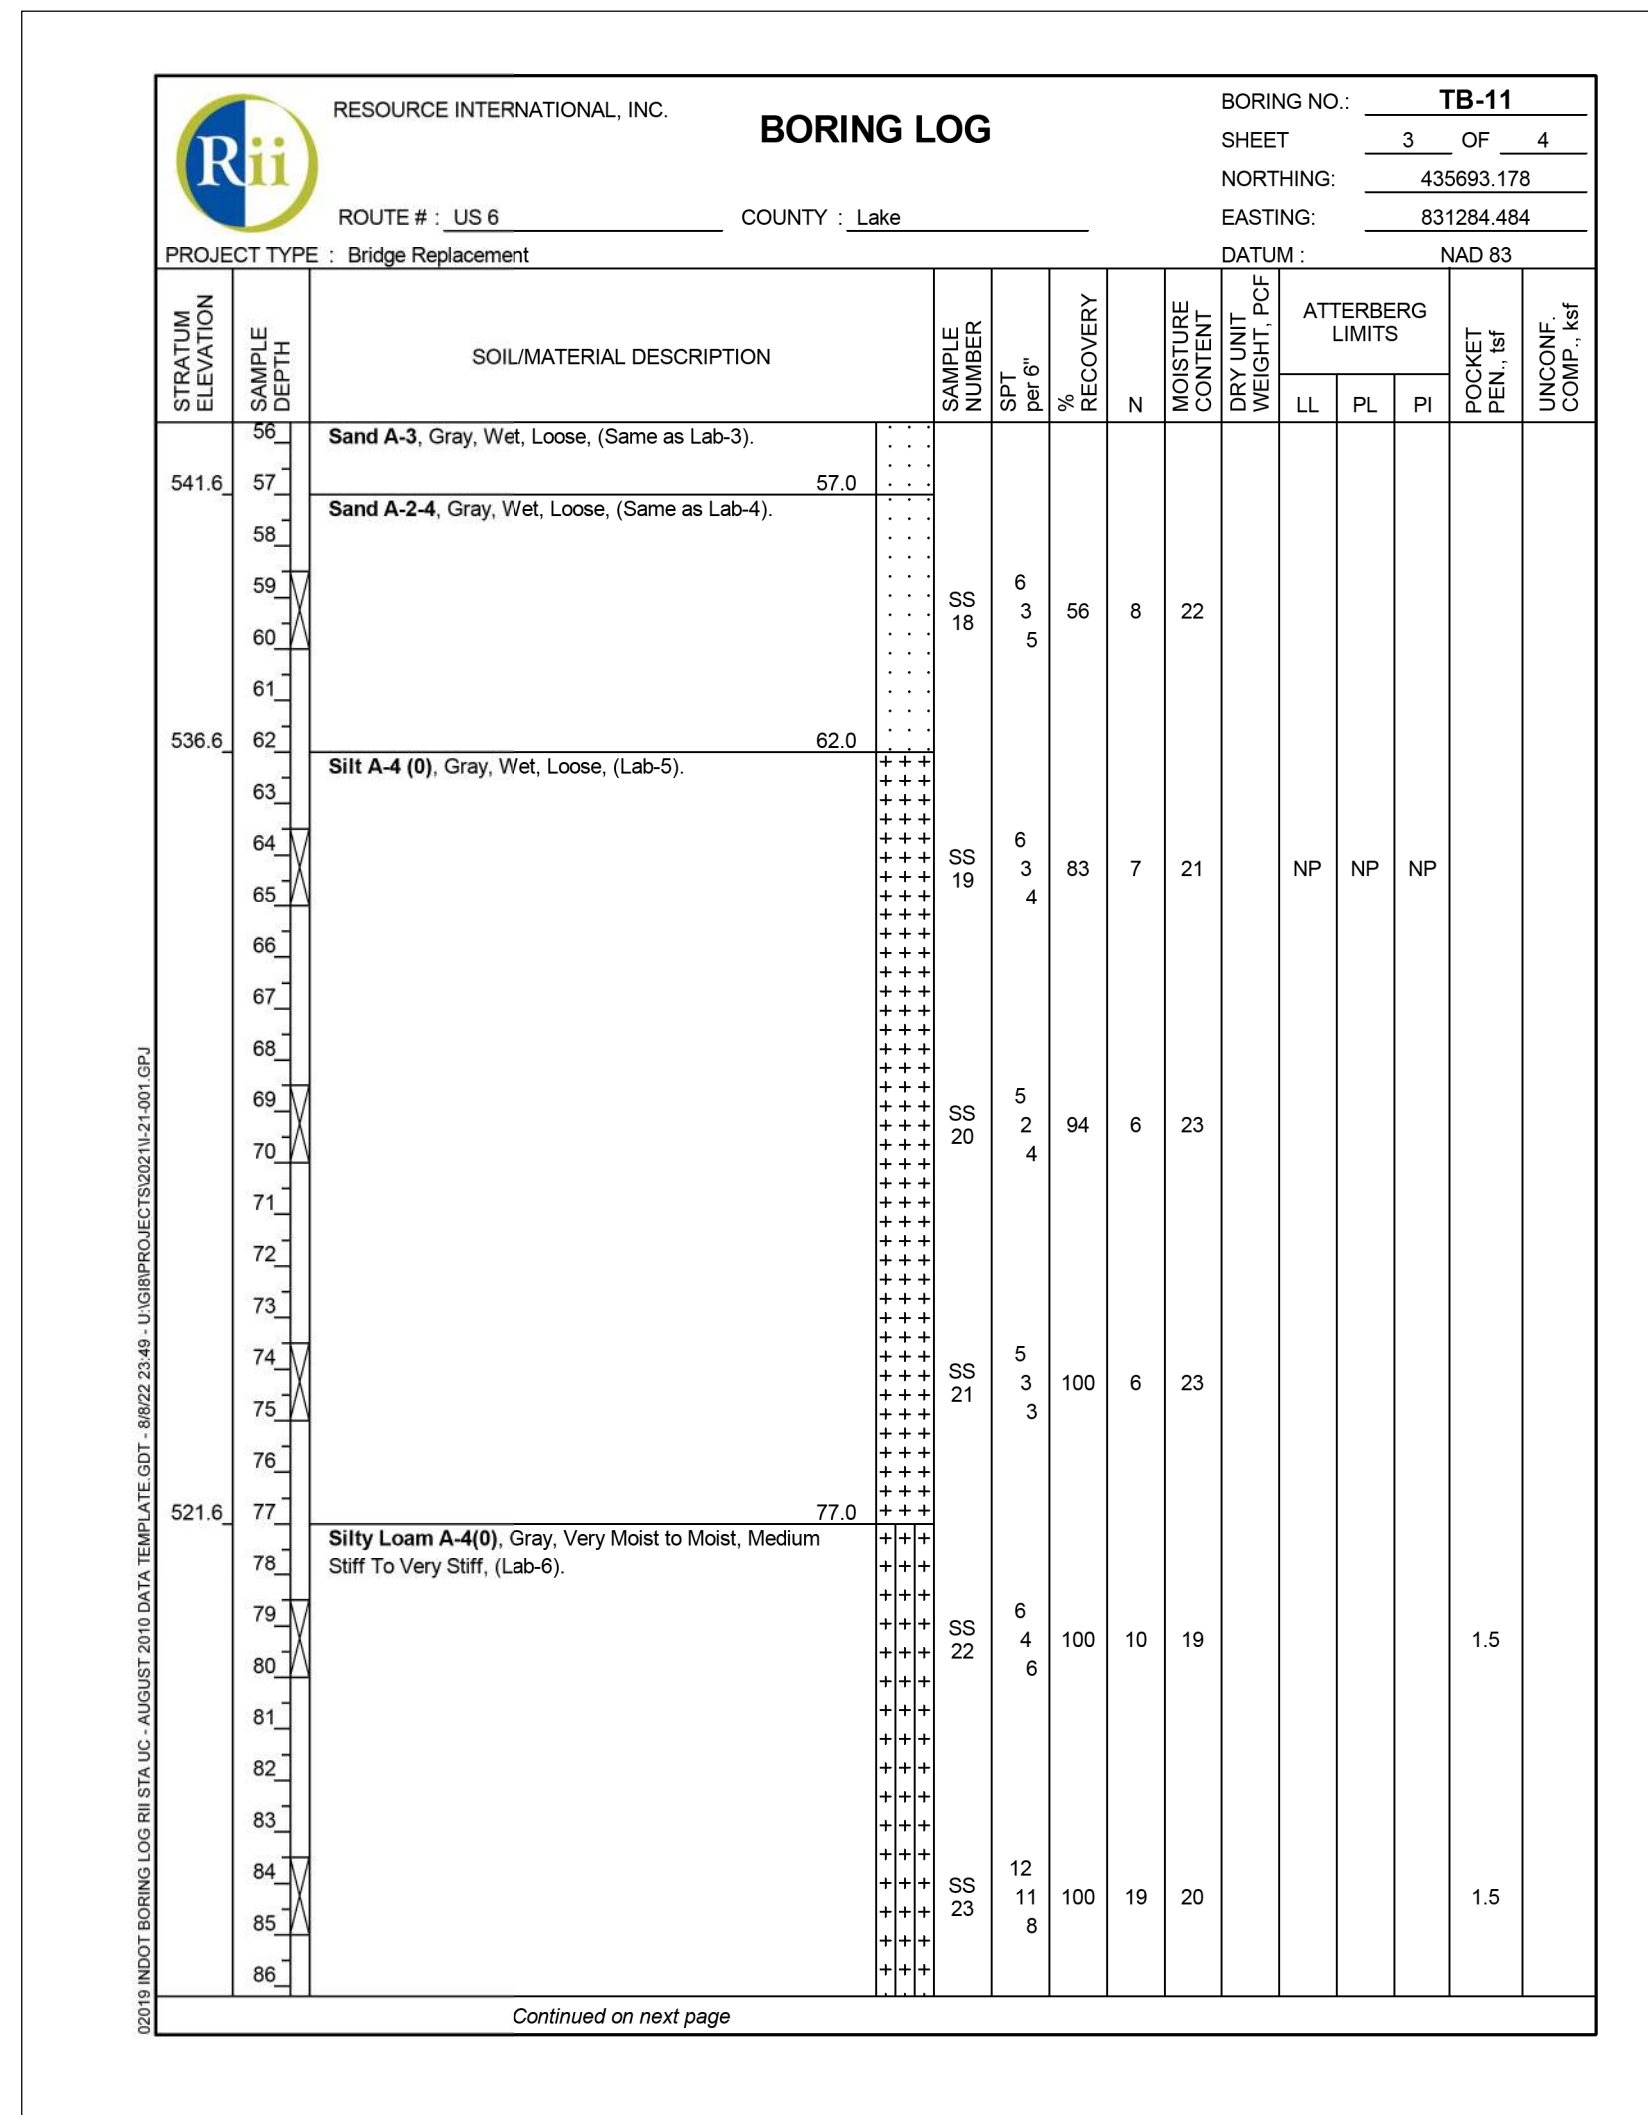 Rii
RESOURCE INTERNATIONAL, INC.
BORING LOG
BORING NO.: TB-11
SHEET 3 OF 4
NORTHING: 435693.178
ROUTE # : US 6 COUNTY : Lake EASTING: 831284.484
PROJECT TYPE : Bridge Replacement DATUM : NAD 83
STRATUM ELEVATION
SAMPLE DEPTH
SOIL/MATERIAL DESCRIPTION
SAMPLE NUMBER
SPT per 6"
% RECOVERY
N
MOISTURE CONTENT
DRY UNIT WEIGHT, PCF
ATTERBERG LIMITS
LL PL PI
POCKET PEN., tsf
UNCONF. COMP., ksf
56 Sand A-3, Gray, Wet, Loose, (Same as Lab-3).
541.6 57 57.0
Sand A-2-4, Gray, Wet, Loose, (Same as Lab-4).
58
59 6
SS 18 3 56 8 22
60 5
61
536.6 62 62.0
Silt A-4 (0), Gray, Wet, Loose, (Lab-5).
63
64 6
SS 19 3 83 7 21 NP NP NP
65 4
66
67
68
69 5
SS 20 2 94 6 23
70 4
71
72
73
74 5
SS 21 3 100 6 23
75 3
76
521.6 77 77.0
Silty Loam A-4(0), Gray, Very Moist to Moist, Medium
78 Stiff To Very Stiff, (Lab-6).
79 6
SS 22 4 100 10 19 1.5
80 6
81
82
83
84 12
SS 23 11 100 19 20 1.5
85 8
86
Continued on next page
02019 INDOT BORING LOG RII STA UC - AUGUST 2010 DATA TEMPLATE.GDT - 8/8/22 23:49 - U:\GI8\PROJECTS\2021\I-21-001.GPJ